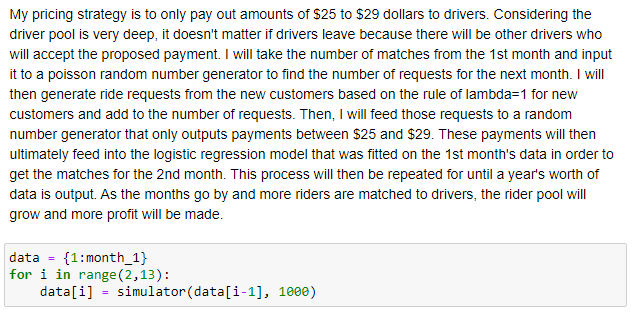 My pricing strategy is to only pay out amounts of $25 to $29 dollars to drivers. Considering the
driver pool is very deep, it doesn't matter if drivers leave because there will be other drivers who
will accept the proposed payment. I will take the number of matches from the 1st month and input
it to a poisson random number generator to find the number of requests for the next month. I will
then generate ride requests from the new customers based on the rule of lambda=1 for new
customers and add to the number of requests. Then, I will feed those requests to a random
number generator that only outputs payments between $25 and $29. These payments will then
ultimately feed into the logistic regression model that was fitted on the 1st month's data in order to
get the matches for the 2nd month. This process will then be repeated for until a year's worth of
data is output. As the months go by and more riders are matched to drivers, the rider pool will
grow and more profit will be made.
data = {1:month_1}
for i in range(2,13):
    data[i] = simulator(data[i-1], 1000)